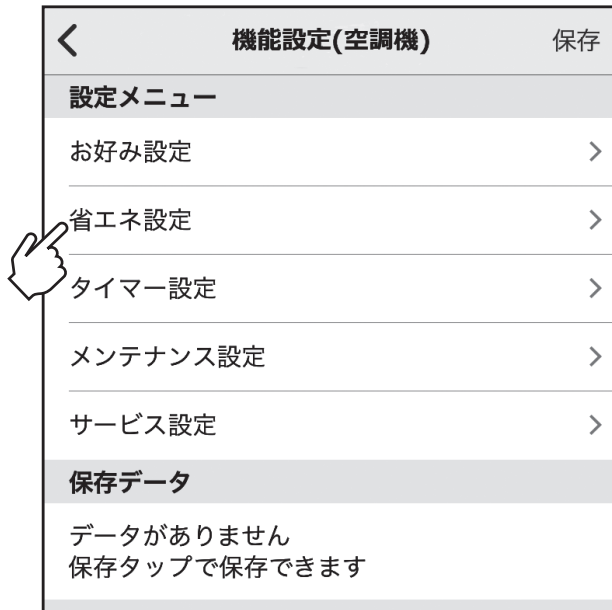 機能設定(空調機) 保存
設定メニュー
お好み設定
省エネ設定
タイマー設定
メンテナンス設定
サービス設定
保存データ
データがありません
保存タップで保存できます